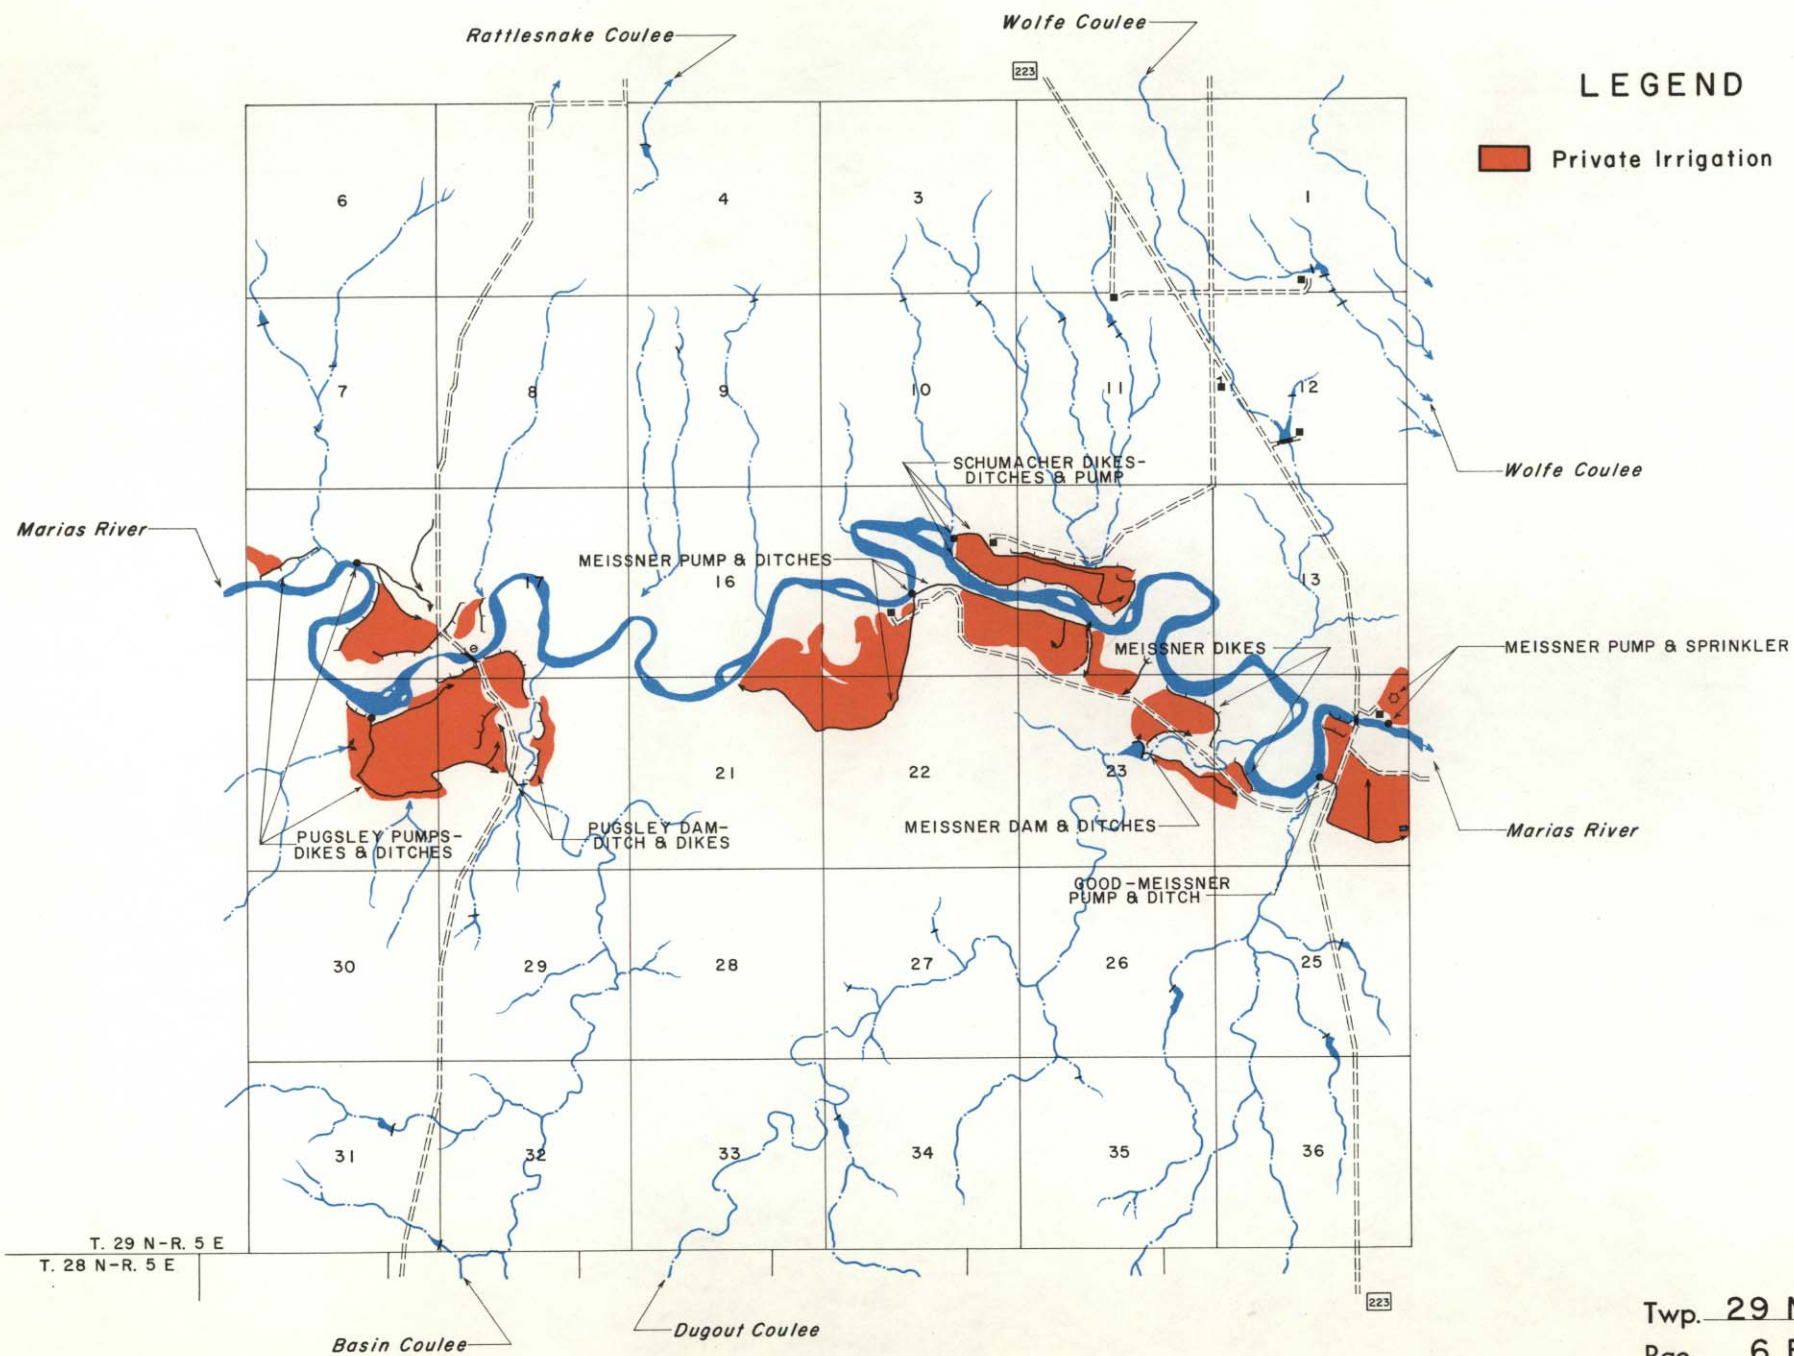 Rattlesnake Coulee
Wolfe Coulee
223
LEGEND
Private Irrigation
6
4
3
1
7
8
9
10
11
12
SCHUMACHER DIKES-
DITCHES & PUMP
Wolfe Coulee
Marias River
MEISSNER PUMP & DITCHES
17
16
13
MEISSNER DIKES
MEISSNER PUMP & SPRINKLER
21
22
23
PUGSLEY PUMPS-
DIKES & DITCHES
PUGSLEY DAM-
DITCH & DIKES
MEISSNER DAM & DITCHES
Marias River
GOOD-MEISSNER
PUMP & DITCH
30
29
28
27
26
25
31
32
33
34
35
36
T. 29 N-R. 5 E
T. 28 N-R. 5 E
223
Basin Coulee
Dugout Coulee
Twp. 29 N
Rge. 6 E